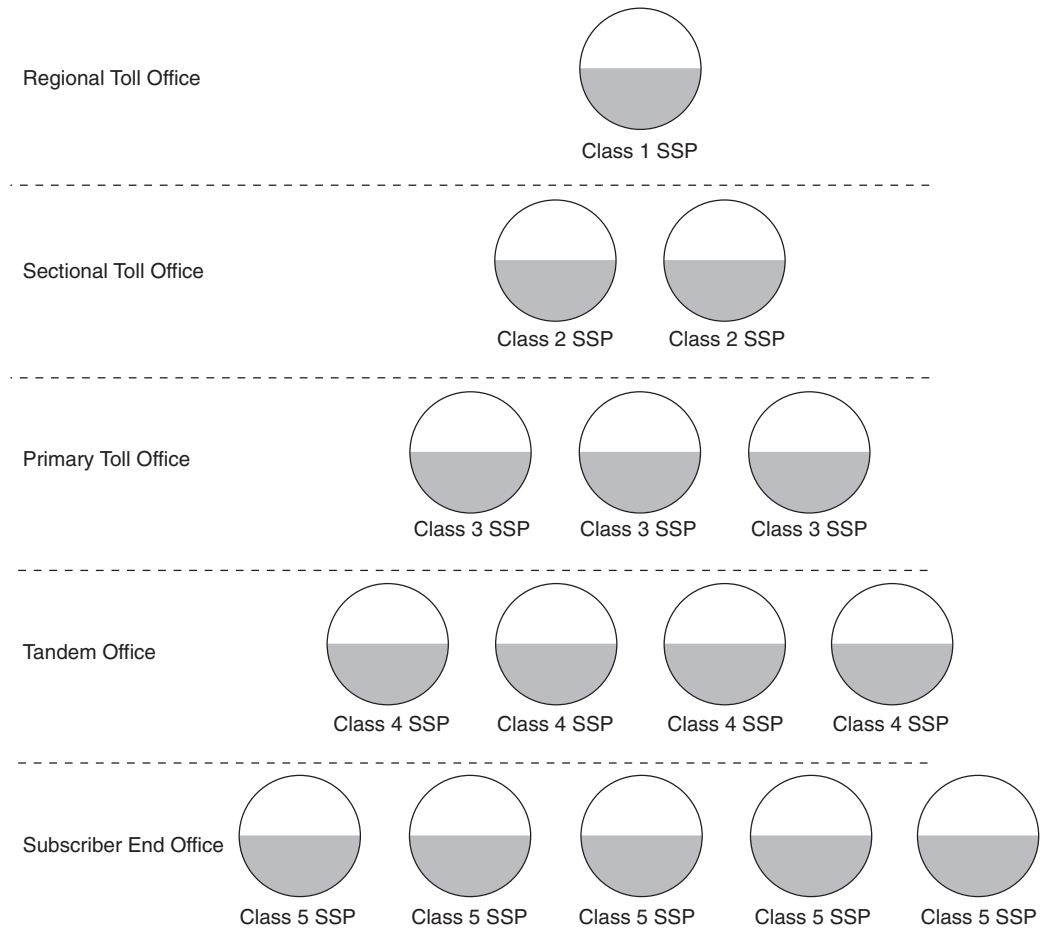 Regional Toll Office
Class 1 SSP
Sectional Toll Office
Class 2 SSP Class 2 SSP
Primary Toll Office
Class 3 SSP Class 3 SSP Class 3 SSP
Tandem Office
Class 4 SSP Class 4 SSP Class 4 SSP Class 4 SSP
Subscriber End Office
Class 5 SSP Class 5 SSP Class 5 SSP Class 5 SSP Class 5 SSP